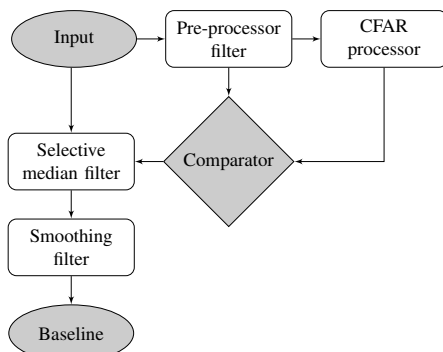 Input
Pre-processor
filter
CFAR
processor
Comparator
Selective
median filter
Smoothing
filter
Baseline